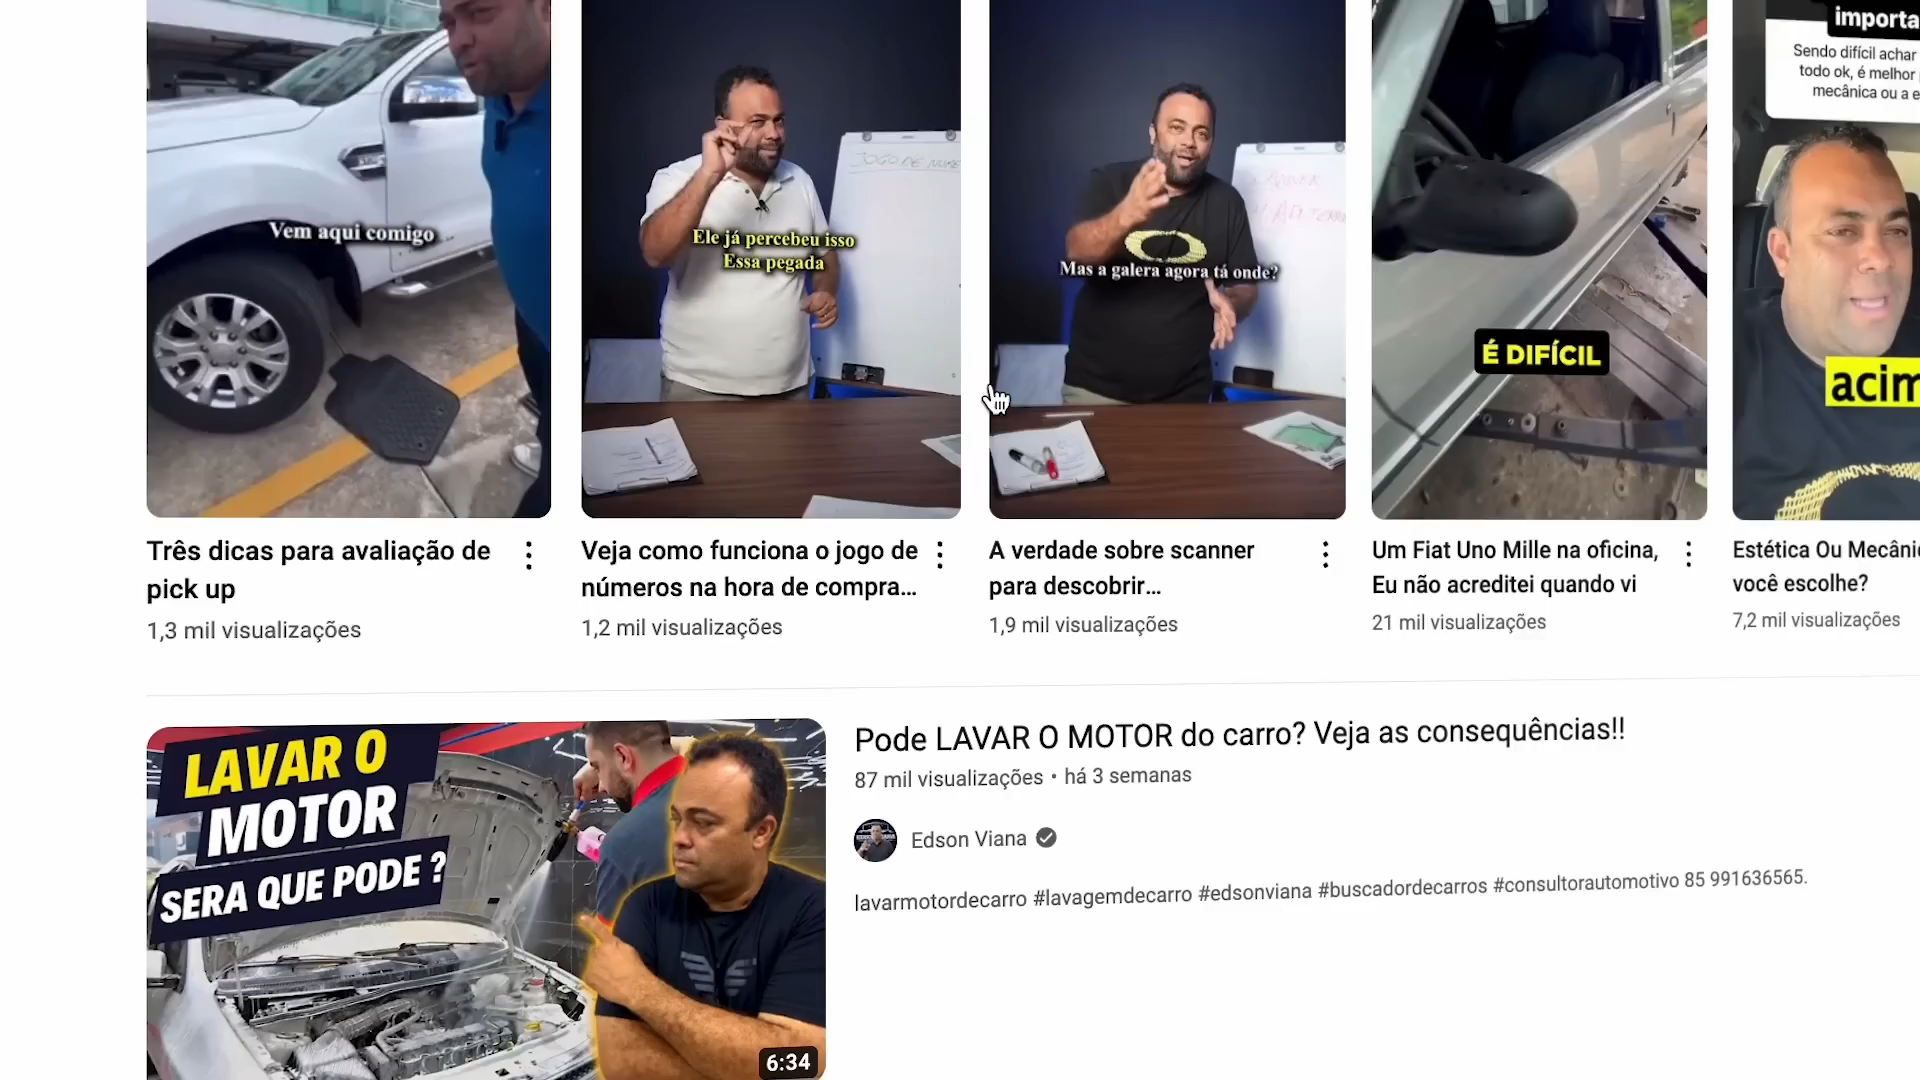 importa
Sendo difícil achar
todo ok, é melhor
mecânica ou a e
Vem aqui comigo
JOGO DE NUME
Ele já percebeu isso
Essa pegada
Mas a galera agora tá onde?
É DIFÍCIL
acim
Três dicas para avaliação de
pick up
1,3 mil visualizações
Veja como funciona o jogo de
números na hora de compra...
1,2 mil visualizações
A verdade sobre scanner
para descobrir...
1,9 mil visualizações
Um Fiat Uno Mille na oficina,
Eu não acreditei quando vi
21 mil visualizações
Estética Ou Mecâni
você escolhe?
7,2 mil visualizações
LAVAR O
MOTOR
SERA QUE PODE ?
6:34
Pode LAVAR O MOTOR do carro? Veja as consequências!!
87 mil visualizações • há 3 semanas
Edson Viana
lavarmotordecarro #lavagemdecarro #edsonviana #buscadordecarros #consultorautomotivo 85 991636565.